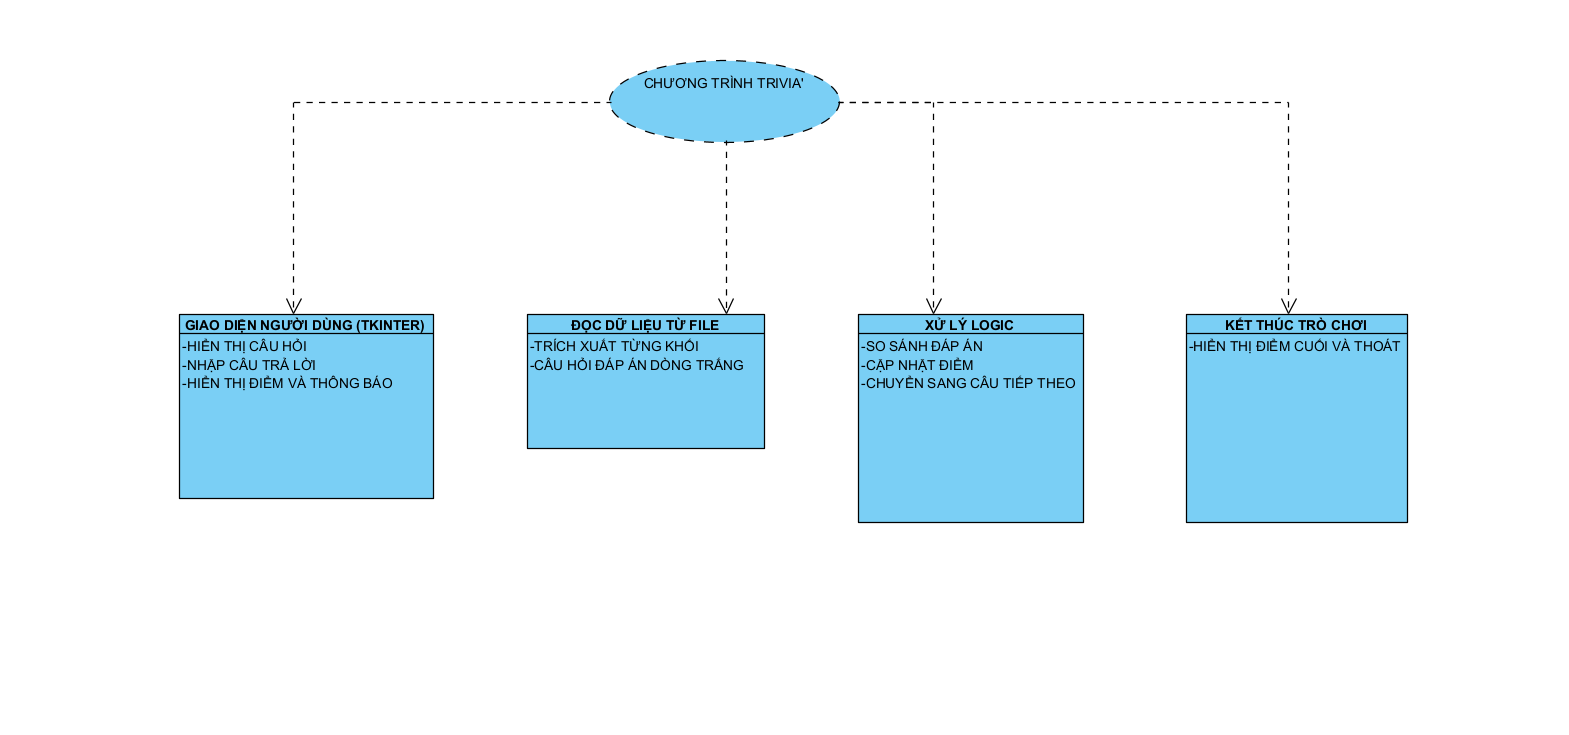 CHƯƠNG TRÌNH TRIVIA'
GIAO DIỆN NGƯỜI DÙNG (TKINTER)
-HIỂN THỊ CÂU HỎI
-NHẬP CÂU TRẢ LỜI
-HIỂN THỊ ĐIỂM VÀ THÔNG BÁO
ĐỌC DỮ LIỆU TỪ FILE
-TRÍCH XUẤT TỪNG KHỐI
-CÂU HỎI ĐÁP ÁN DÒNG TRẮNG
XỬ LÝ LOGIC
-SO SÁNH ĐÁP ÁN
-CẬP NHẬT ĐIỂM
-CHUYỂN SANG CÂU TIẾP THEO
KẾT THÚC TRÒ CHƠI
-HIỂN THỊ ĐIỂM CUỐI VÀ THOÁT